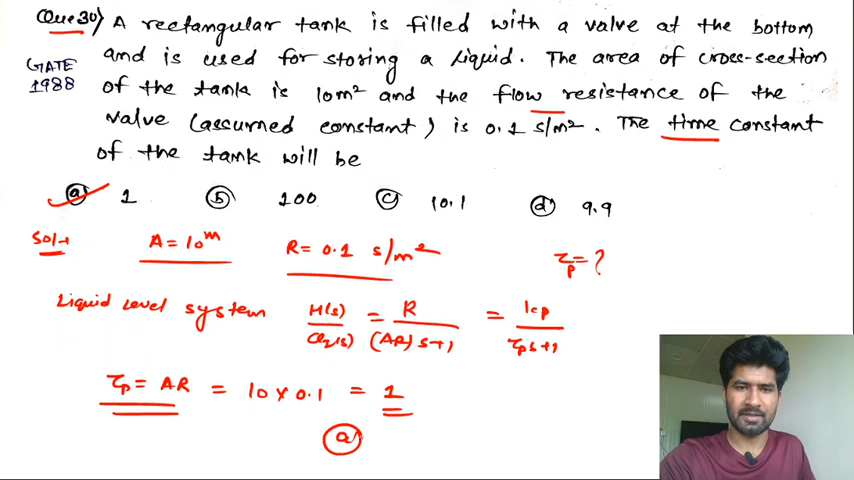 Que 30) A rectangular tank is filled with a valve at the bottom
GATE 1988
and is used for storing a liquid. The area of cross-section
of the tank is 10m² and the flow resistance of the
valve (assumed constant) is 0.1 s/m². The time constant
of the tank will be
(a) 1 (b) 100 (c) 10.1 (d) 9.9
Sol→ A = 10m R = 0.1 s/m² τp = ?
Liquid Level system H(s)/Q(s) = R/(AR)s+1 = kp/τps+1
τp = AR = 10 x 0.1 = 1
(a)